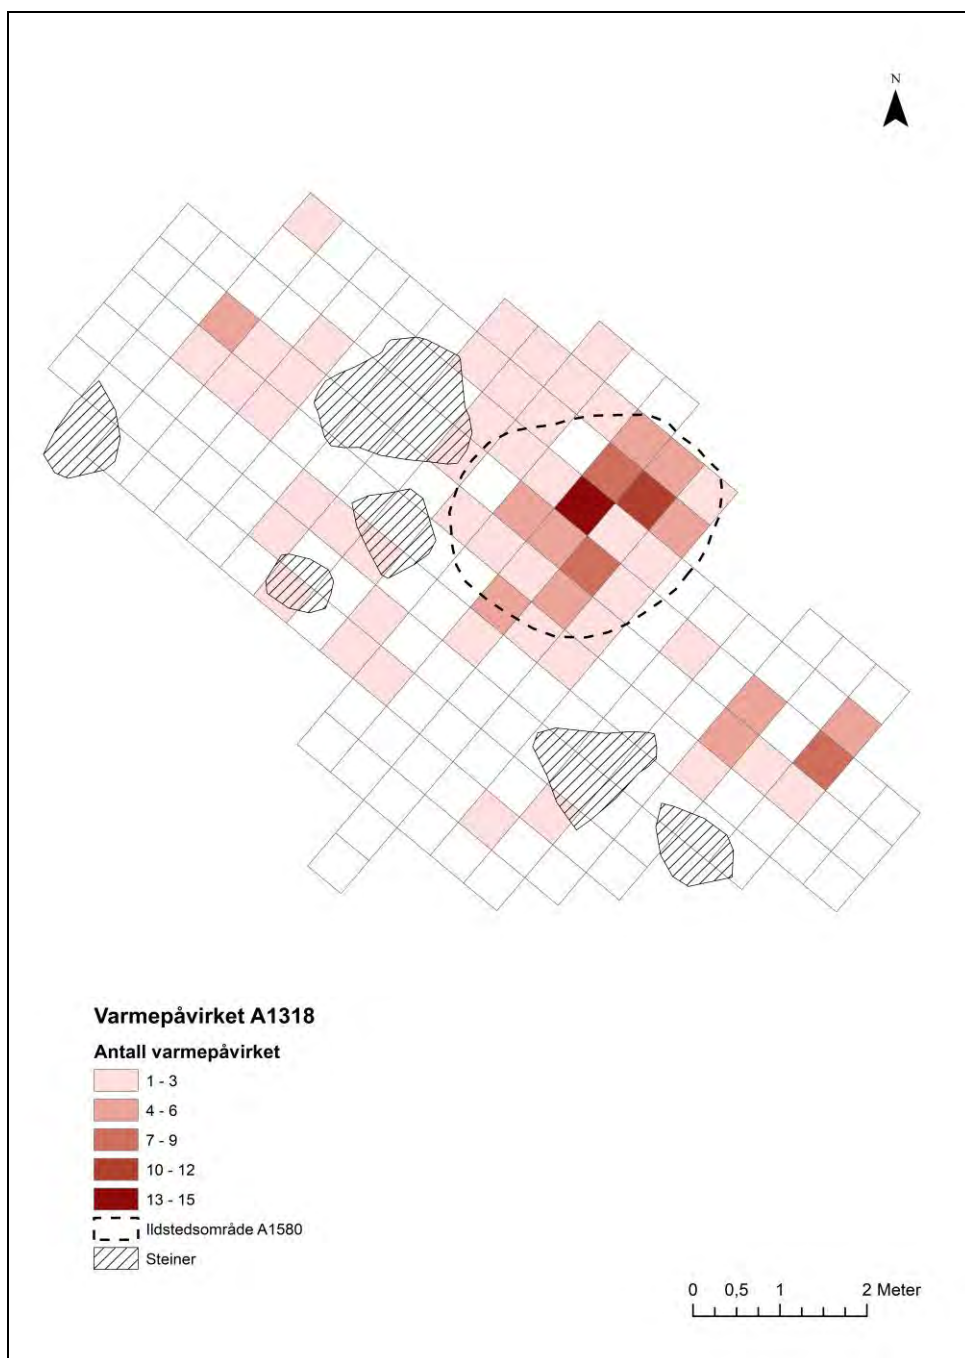 N
Varmepåvirket A1318
Antall varmepåvirket
1 - 3
4 - 6
7 - 9
10 - 12
13 - 15
Ildstedsområde A1580
Steiner
0 0,5 1 2 Meter